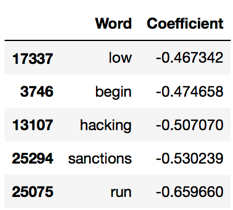 Word Coefficient
17337 low -0.467342
3746 begin -0.474658
13107 hacking -0.507070
25294 sanctions -0.530239
25075 run -0.659660